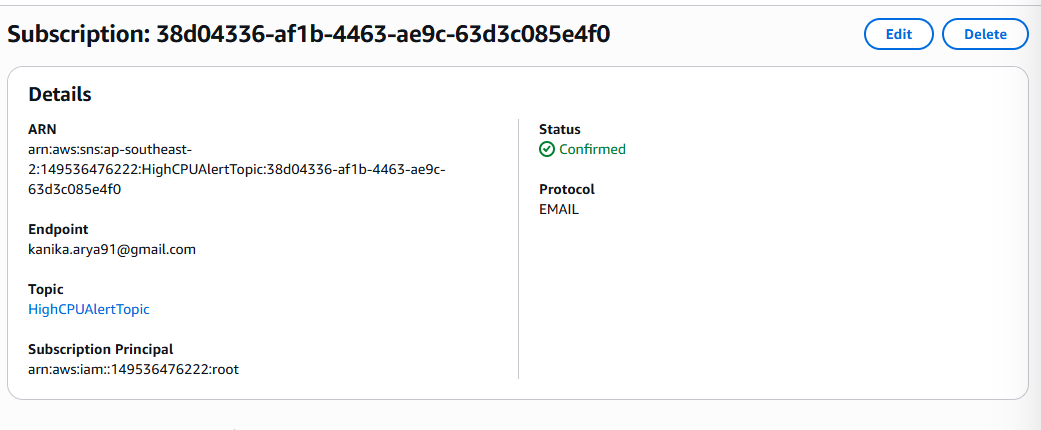 Subscription: 38d04336-af1b-4463-ae9c-63d3c085e4f0
Edit
Delete
Details
ARN
arn:aws:sns:ap-southeast-
2:149536476222:HighCPUAlertTopic:38d04336-af1b-4463-ae9c-
63d3c085e4f0
Endpoint
kanika.arya91@gmail.com
Topic
HighCPUAlertTopic
Subscription Principal
arn:aws:iam::149536476222:root
Status
Confirmed
Protocol
EMAIL